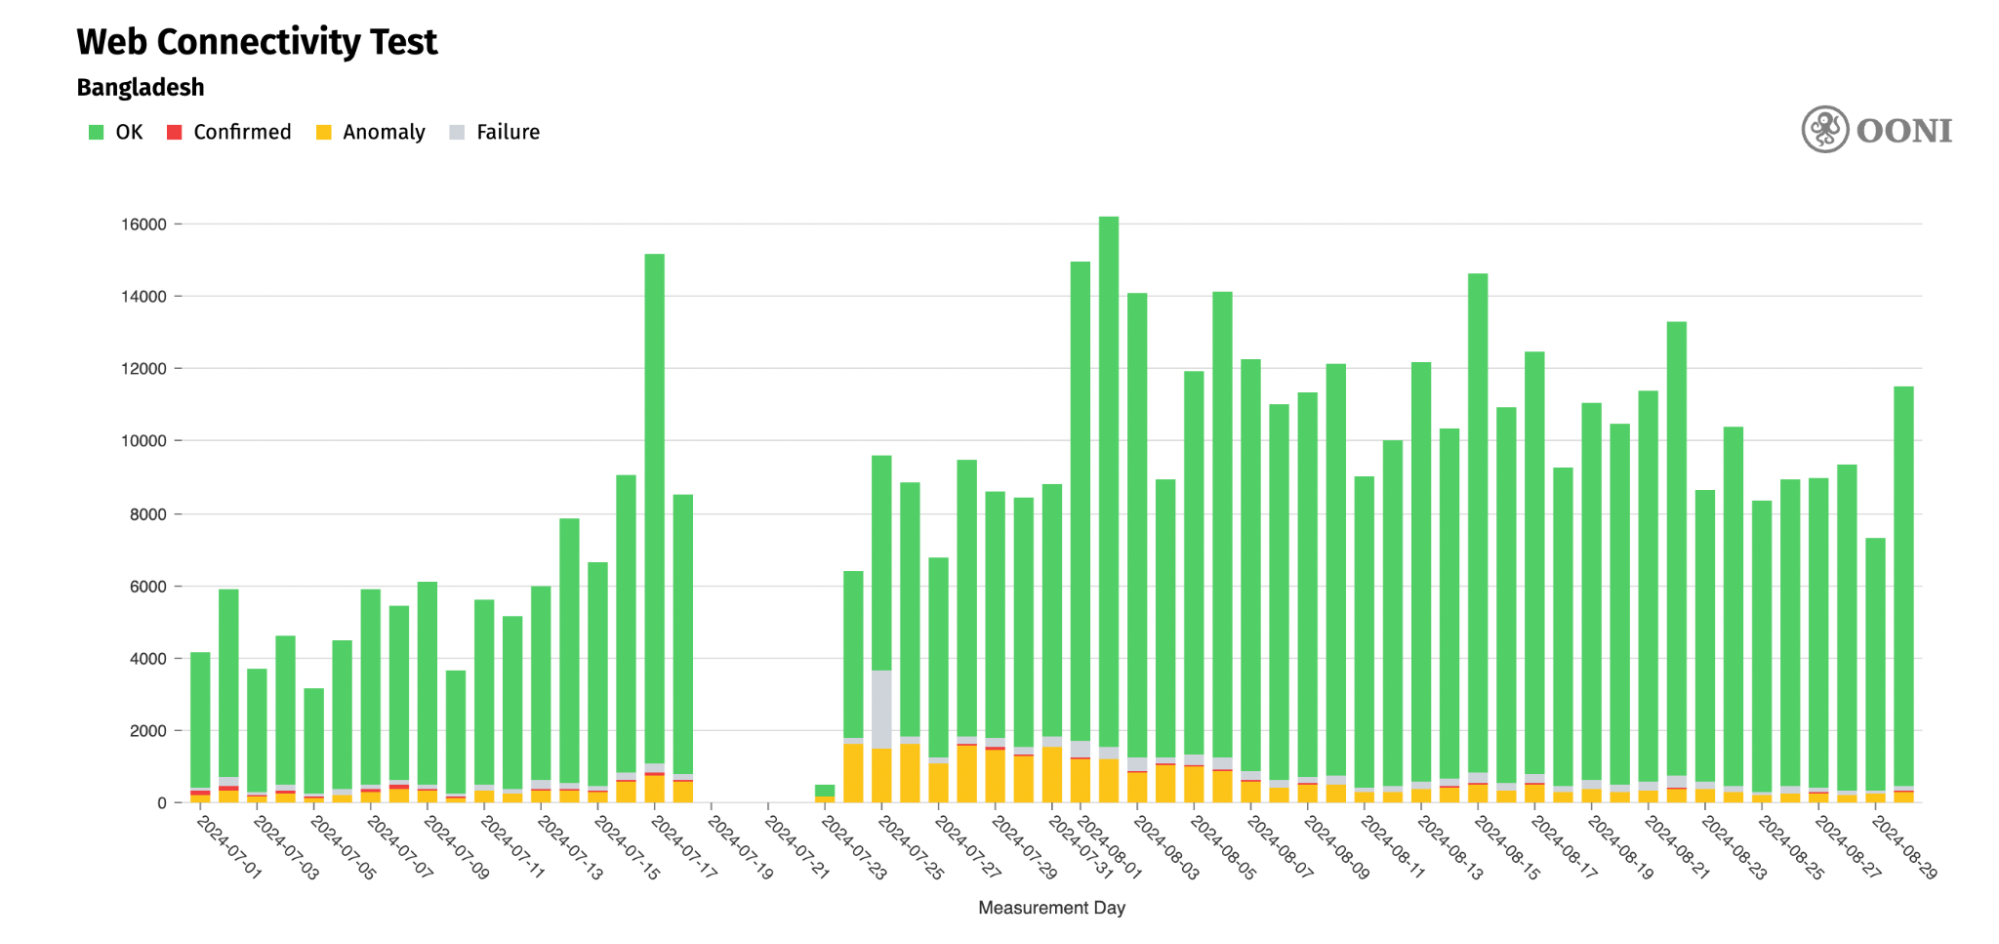 Web Connectivity Test
Bangladesh
OK Confirmed Anomaly Failure
OONI
16000
14000
12000
10000
8000
6000
4000
2000
0
2024-07-01 2024-07-03 2024-07-05 2024-07-07 2024-07-09 2024-07-11 2024-07-13 2024-07-15 2024-07-17 2024-07-19 2024-07-21 2024-07-23 2024-07-25 2024-07-27 2024-07-29 2024-07-31 2024-08-01 2024-08-03 2024-08-05 2024-08-07 2024-08-09 2024-08-11 2024-08-13 2024-08-15 2024-08-17 2024-08-19 2024-08-21 2024-08-23 2024-08-25 2024-08-27 2024-08-29
Measurement Day